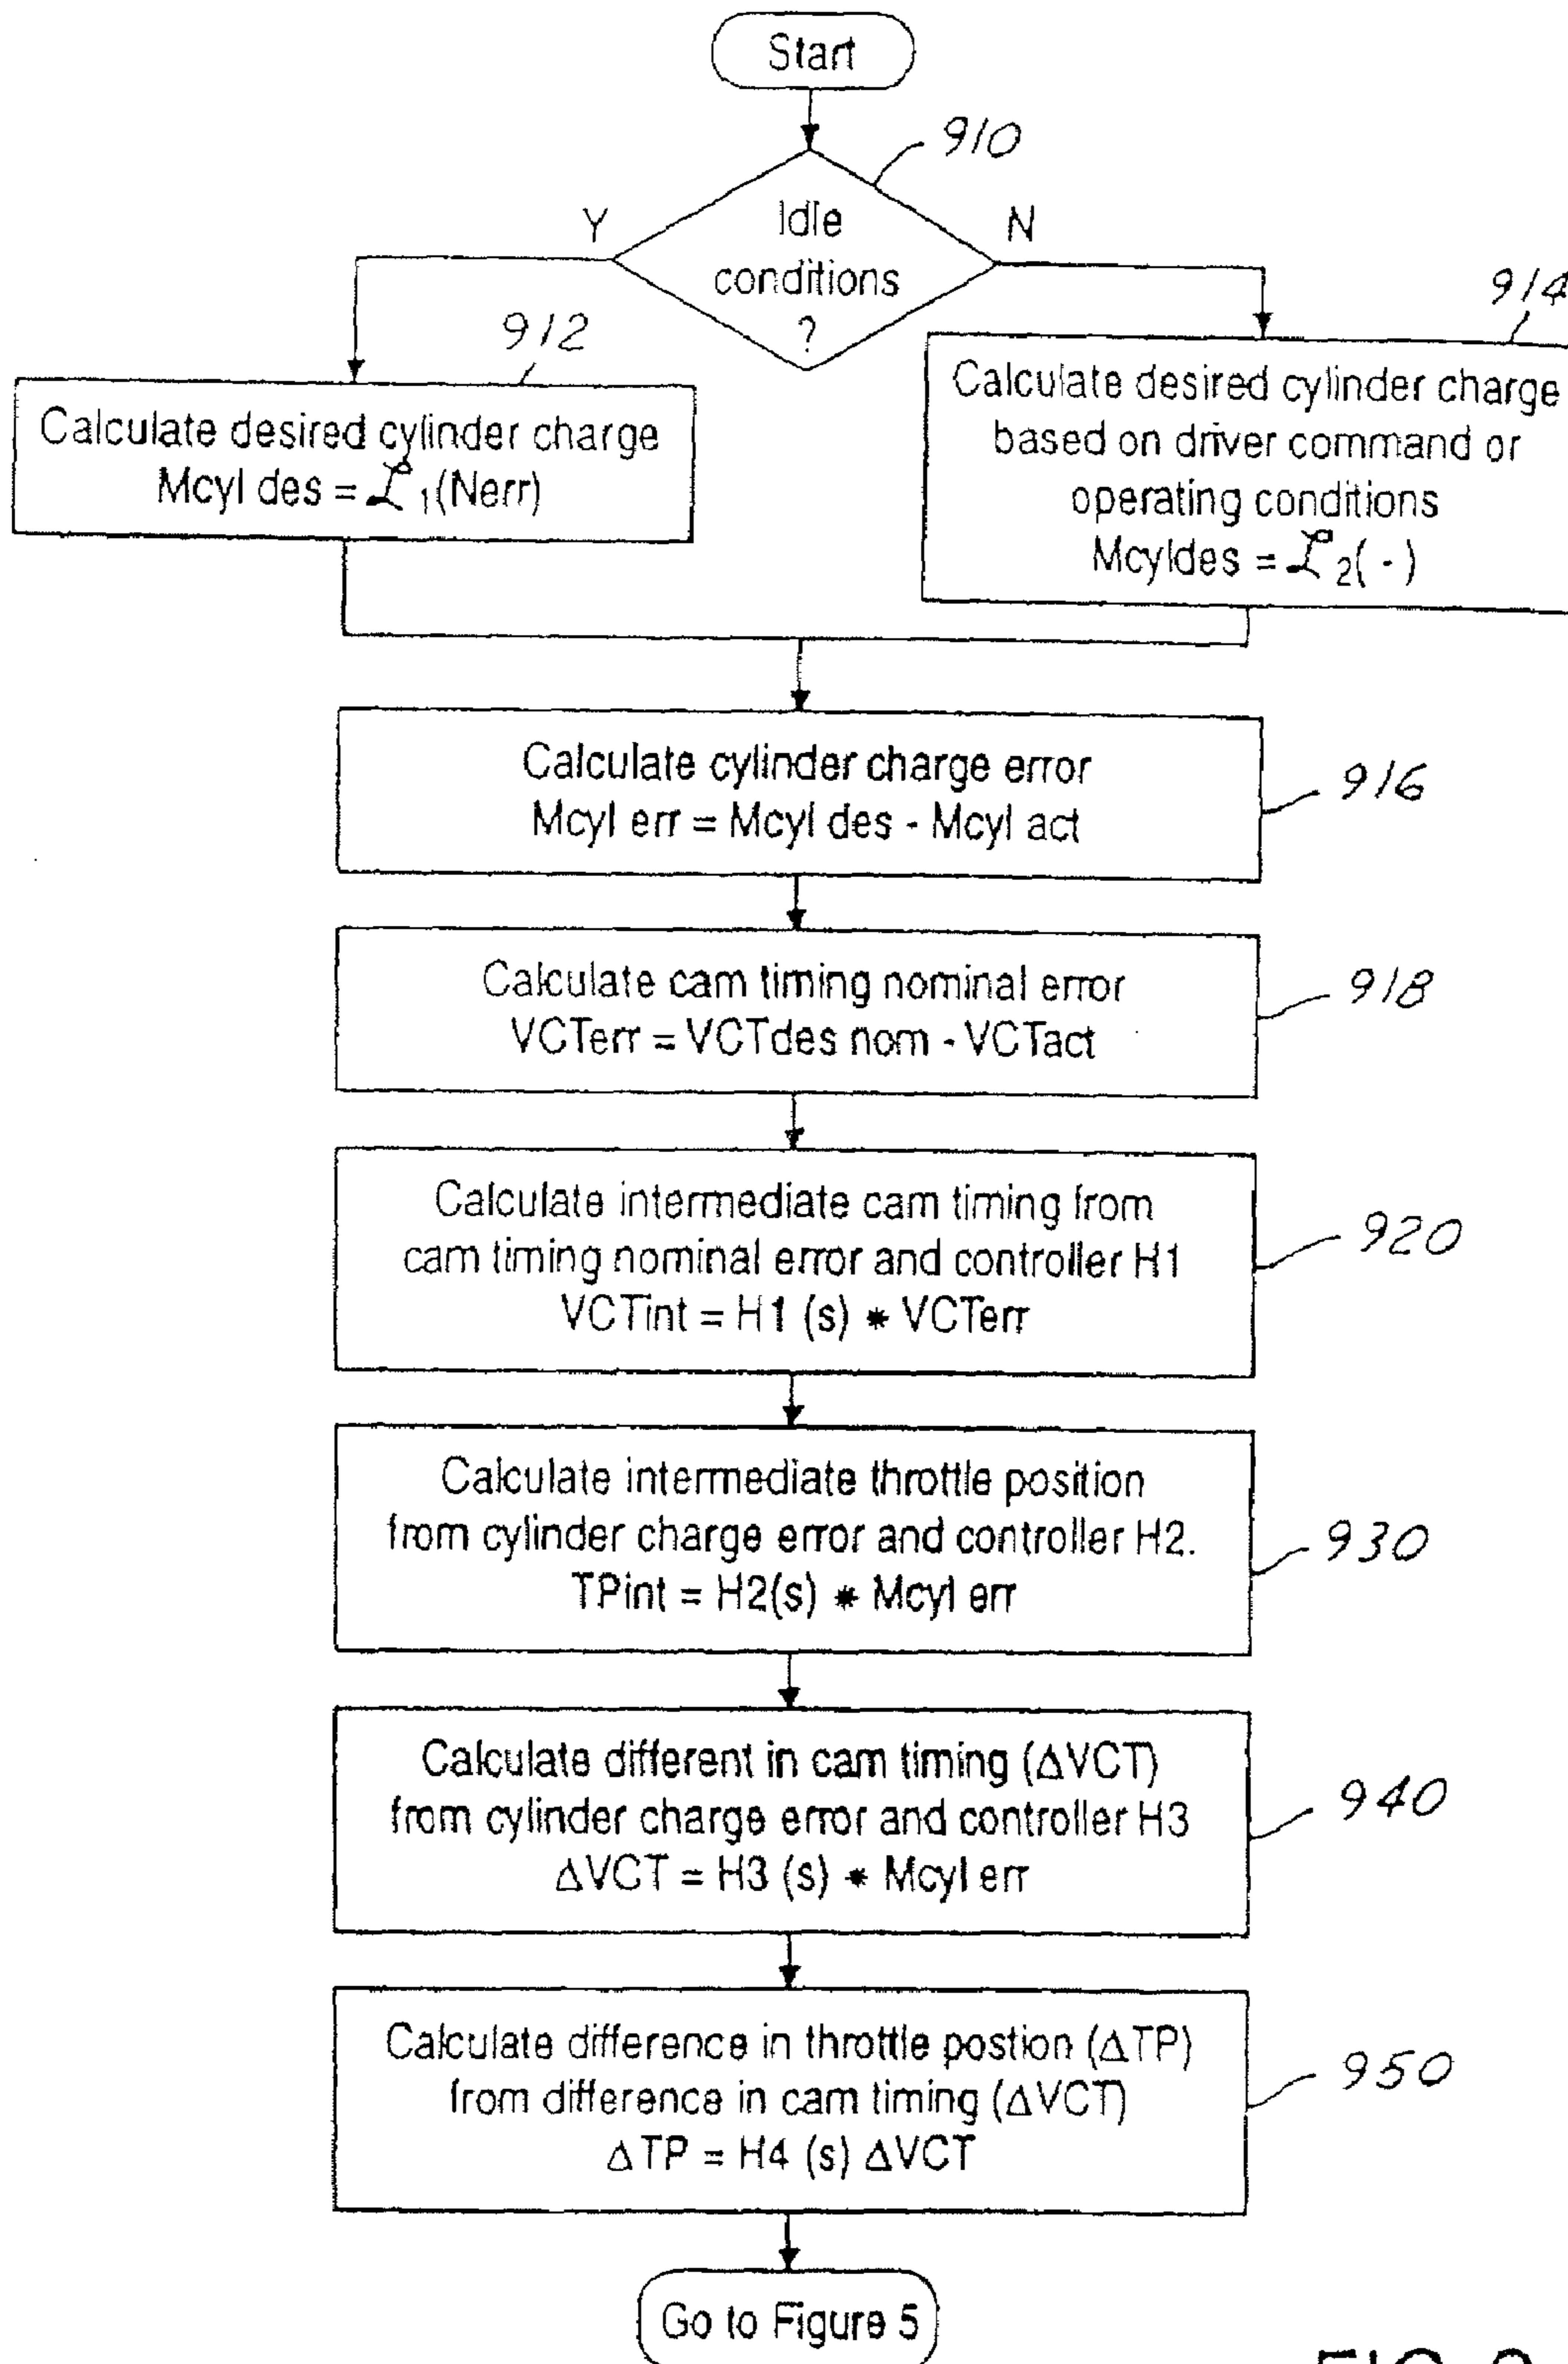 Start
910
Idle
conditions
?
Y
N
912
914
Calculate desired cylinder charge
Mcyl des = ℒ₁(Nerr)
Calculate desired cylinder charge
based on driver command or
operating conditions
Mcyldes = ℒ₂( - )
Calculate cylinder charge error
Mcyl err = Mcyl des - Mcyl act
916
Calculate cam timing nominal error
VCTerr = VCTdes nom - VCTact
918
Calculate intermediate cam timing from
cam timing nominal error and controller H1
VCTint = H1 (s) * VCTerr
920
Calculate intermediate throttle position
from cylinder charge error and controller H2.
TPint = H2(s) * Mcyl err
930
Calculate different in cam timing (ΔVCT)
from cylinder charge error and controller H3
ΔVCT = H3 (s) * Mcyl err
940
Calculate difference in throttle postion (ΔTP)
from difference in cam timing (ΔVCT)
ΔTP = H4 (s) ΔVCT
950
Go to Figure 5